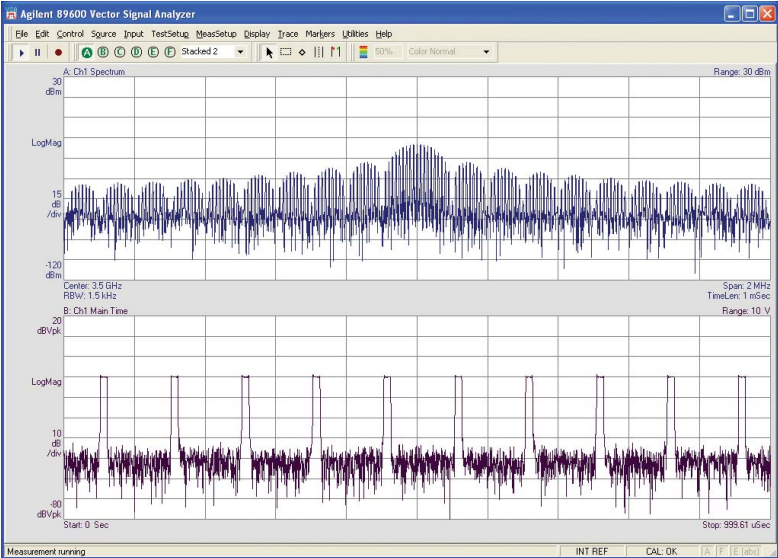 Agilent 89600 Vector Signal Analyzer
File Edit Control Source Input TestSetup MeasSetup Display Trace Markers Utilities Help
A B C D E F Stacked 2 50% Color Normal
A: Ch1 Spectrum Range: 30 dBm
30
dBm
LogMag
15
dB
/div
-120
dBm
Center: 3.5 GHz Span: 2 MHz
RBW: 1.5 kHz TimeLen: 1 mSec
B: Ch1 Main Time Range: 10 V
20
dBVpk
LogMag
10
dB
/div
-80
dBVpk
Start: 0 Sec Stop: 999.61 uSec
Measurement running INT REF CAL: OK A F E (abs)